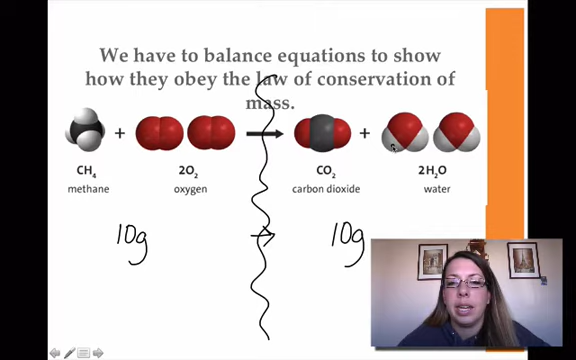 We have to balance equations to show
how they obey the law of conservation of
mass.
+ → +
CH₄ 2O₂ CO₂ 2H₂O
methane oxygen carbon dioxide water
10g → 10g